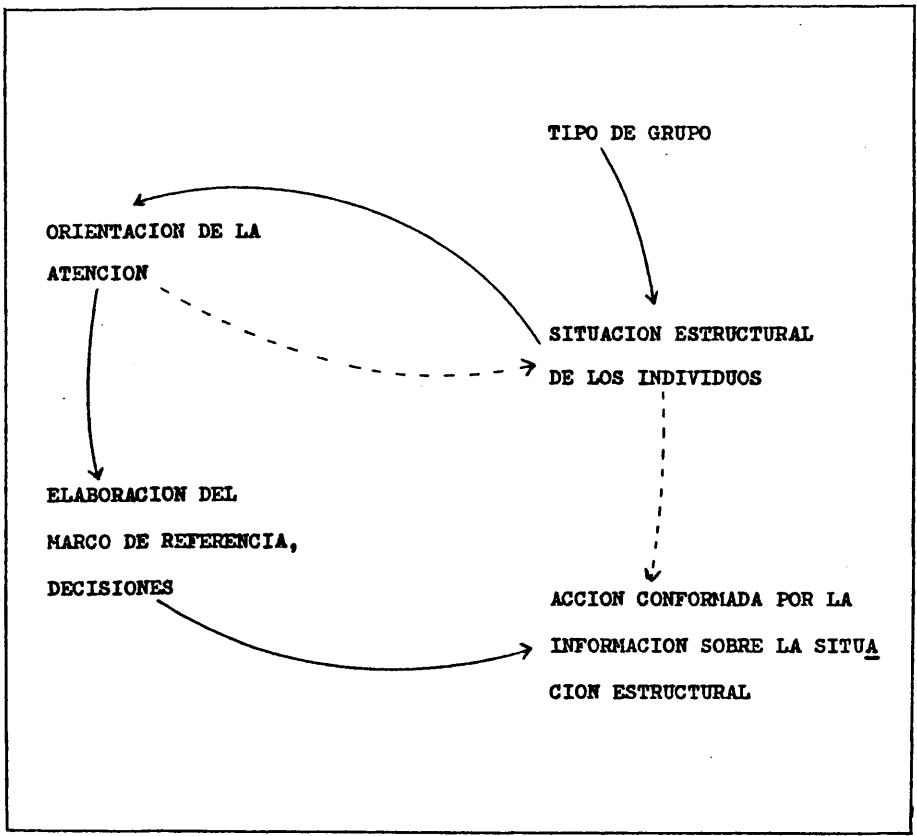 TIPO DE GRUPO
ORIENTACION DE LA
ATENCION
SITUACION ESTRUCTURAL
DE LOS INDIVIDUOS
ELABORACION DEL
MARCO DE REFERENCIA,
DECISIONES
ACCION CONFORMADA POR LA
INFORMACION SOBRE LA SITUA
CION ESTRUCTURAL